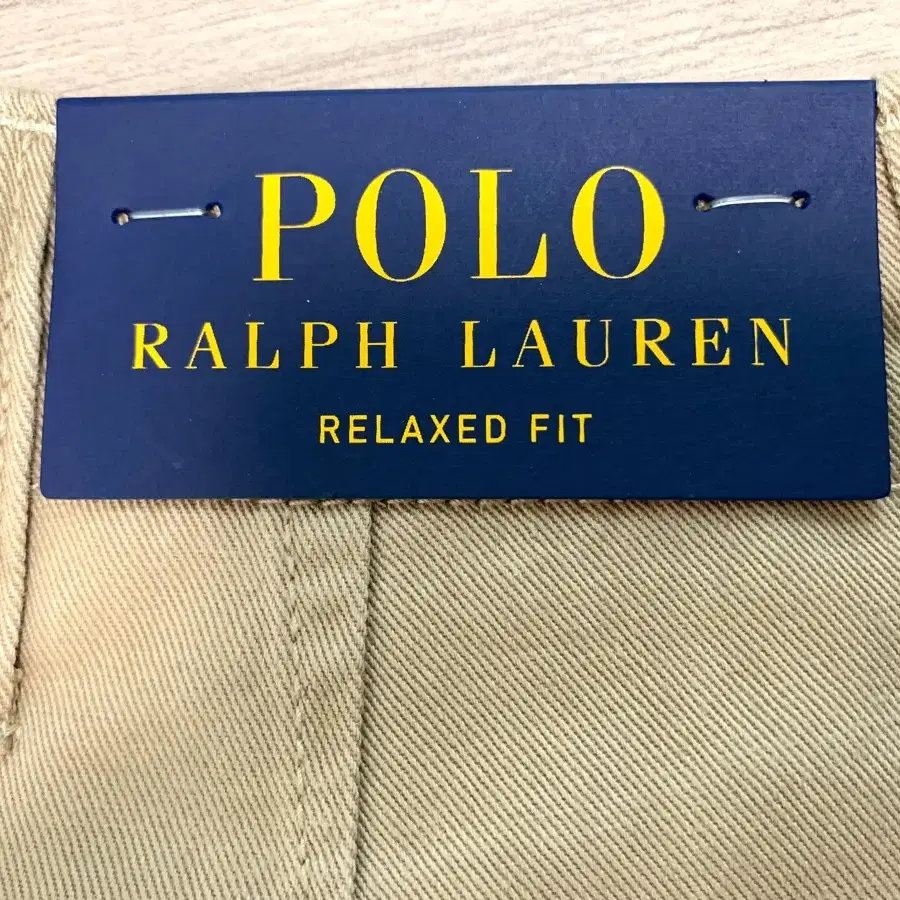 POLO
RALPH LAUREN
RELAXED FIT